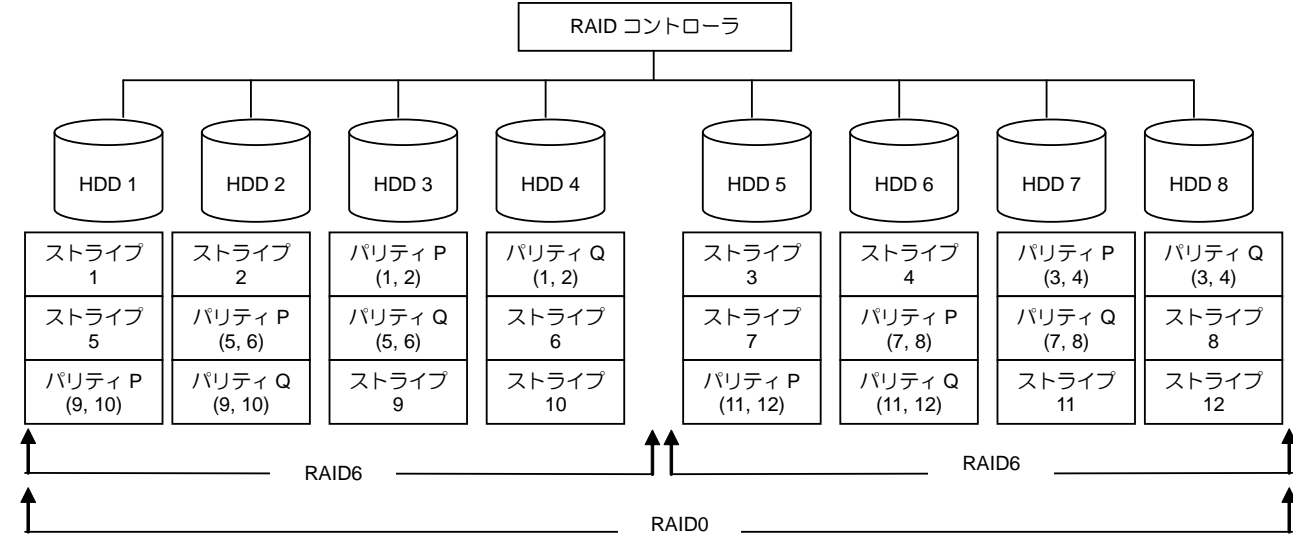 RAID コントローラ
HDD 1
HDD 2
HDD 3
HDD 4
HDD 5
HDD 6
HDD 7
HDD 8
ストライプ
1
ストライプ
2
パリティ P
(1, 2)
パリティ Q
(1, 2)
ストライプ
3
ストライプ
4
パリティ P
(3, 4)
パリティ Q
(3, 4)
ストライプ
5
パリティ P
(5, 6)
パリティ Q
(5, 6)
ストライプ
6
ストライプ
7
パリティ P
(7, 8)
パリティ Q
(7, 8)
ストライプ
8
パリティ P
(9, 10)
パリティ Q
(9, 10)
ストライプ
9
ストライプ
10
パリティ P
(11, 12)
パリティ Q
(11, 12)
ストライプ
11
ストライプ
12
RAID6
RAID6
RAID0